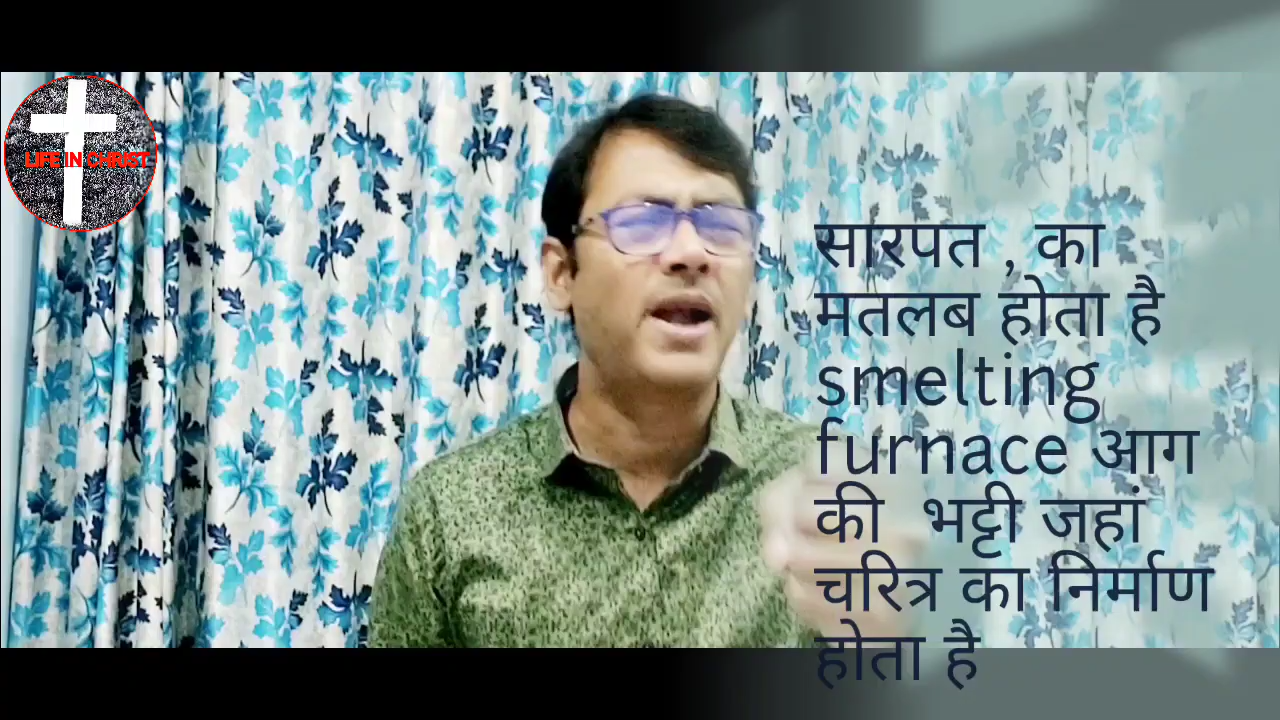 LIFE IN CHRIST
सारपत , का
मतलब होता है
smelting
furnace आग
की भट्टी जहां
चरित्र का निर्माण
होता है